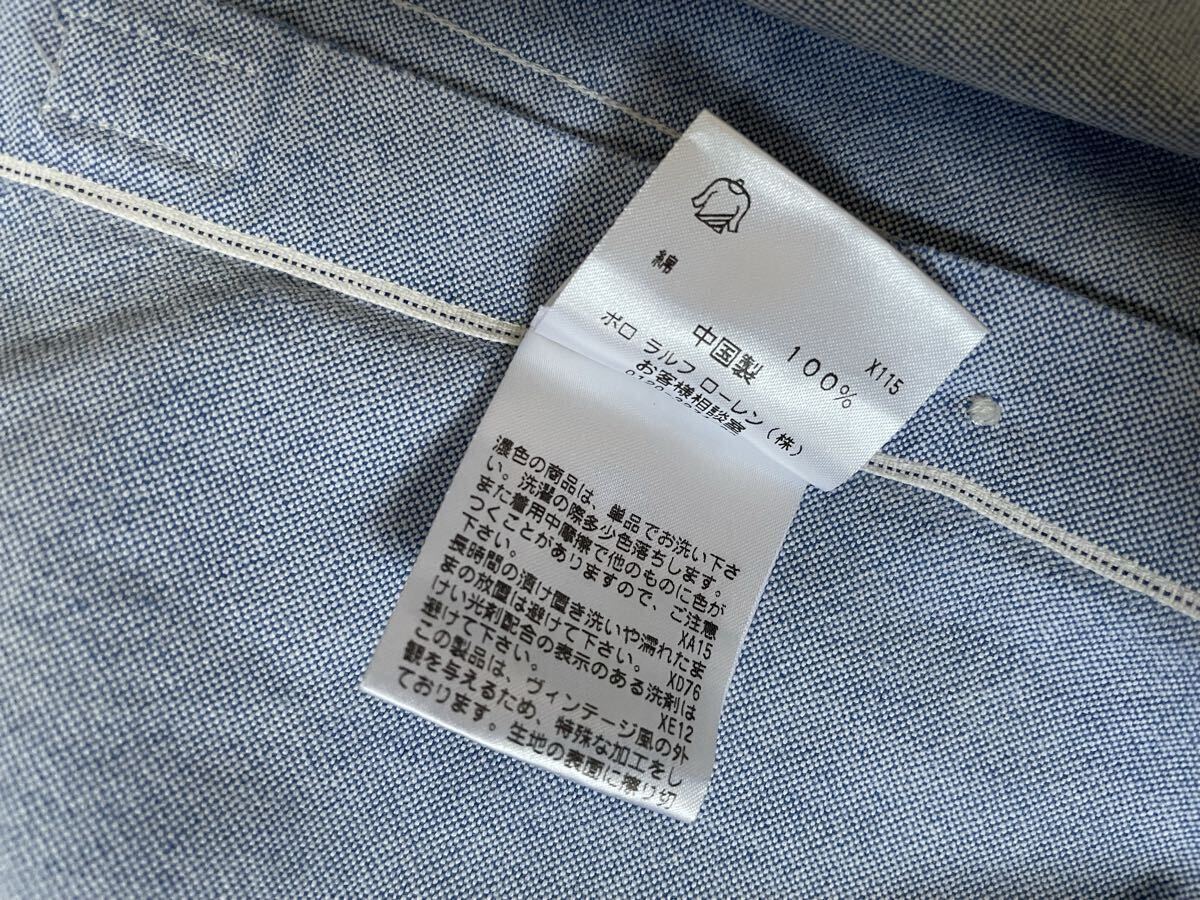 X115
綿 100%
中国製
ポロ ラルフ ローレン(株)
お客様相談室
濃色の商品は、単品でお洗い下さ
い。洗濯の際多少色落ちします。
また着用中摩擦で他のものに色が
つくことがありますので、ご注意
下さい。 XA15
長時間の漬け置き洗いや濡れたま
まの放置は避けて下さい。 XD76
けい光剤配合の表示のある洗剤は
避けて下さい。 XE12
この製品は、ヴィンテージ風の外
観を与えるため、特殊な加工をし
ております。生地の表面に擦り切